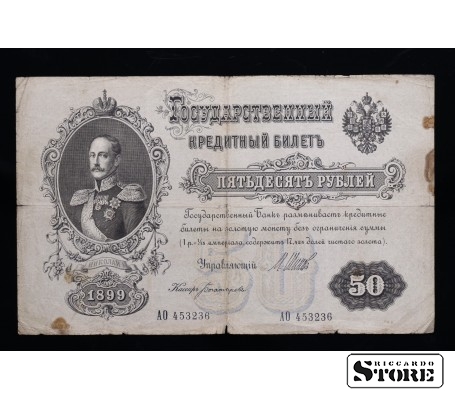 Государственный
кредитный билетъ
пятьдесятъ рублей
Государственный Банкъ размѣниваетъ кредитные
билеты на золотую монету безъ ограниченія суммы
(1 р. = 1/15 имперіала, содержитъ 17,424 долей чистаго золота).
Управляющій
Кассиръ
50
1899
АО 453236
АО 453236
RICCARDO
STORE